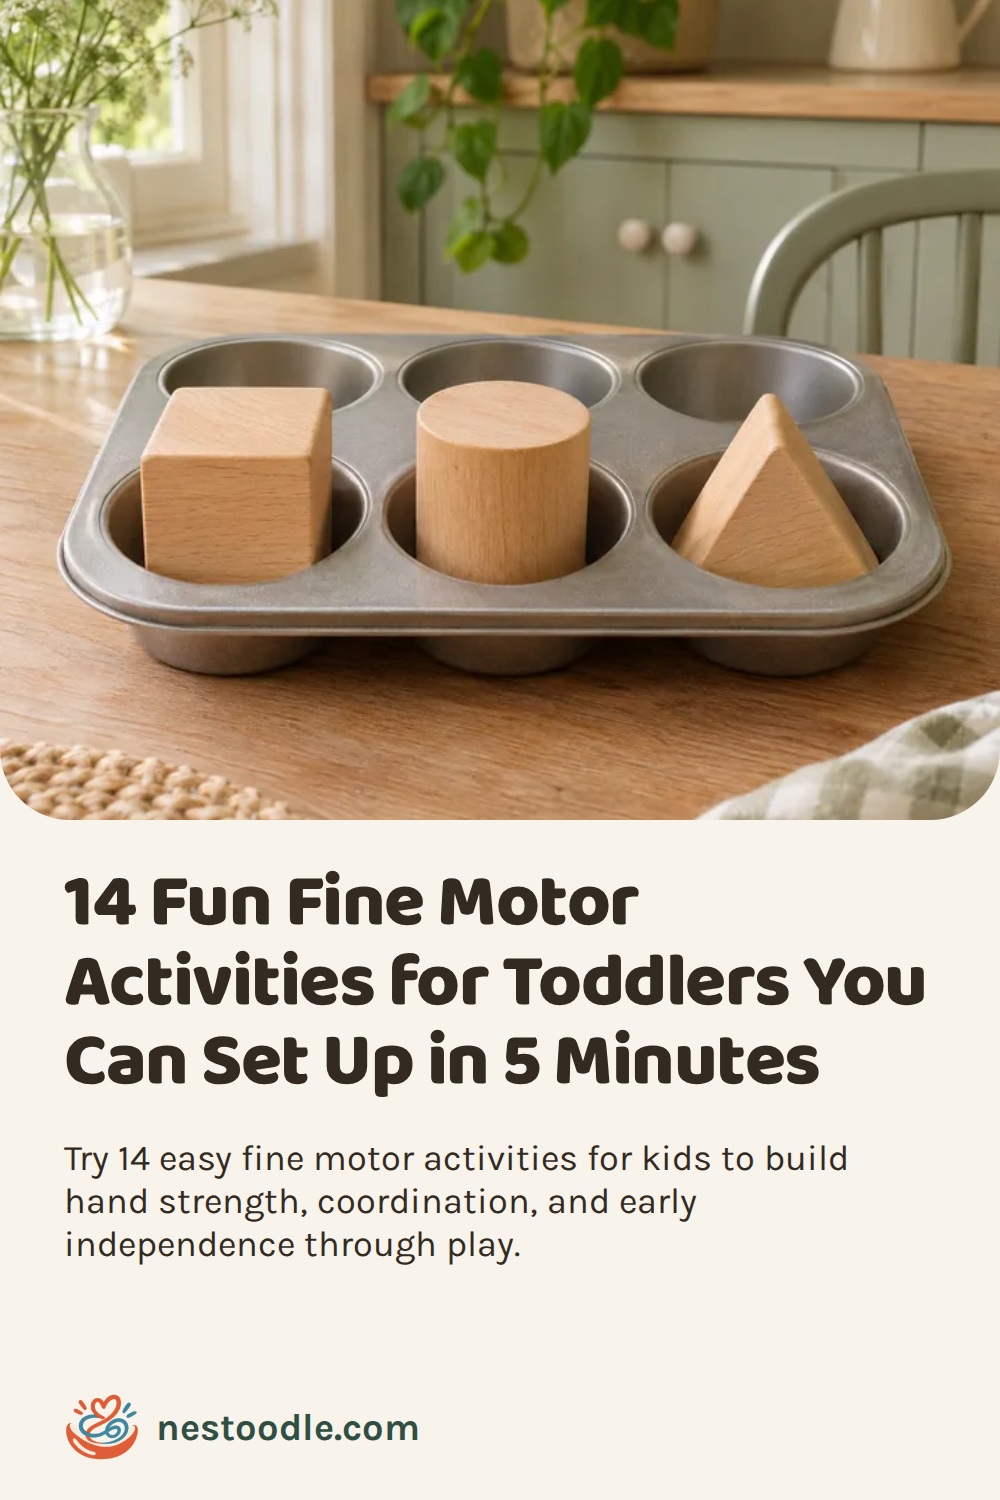 14 Fun Fine Motor
Activities for Toddlers You
Can Set Up in 5 Minutes
Try 14 easy fine motor activities for kids to build
hand strength, coordination, and early
independence through play.
nestoodle.com